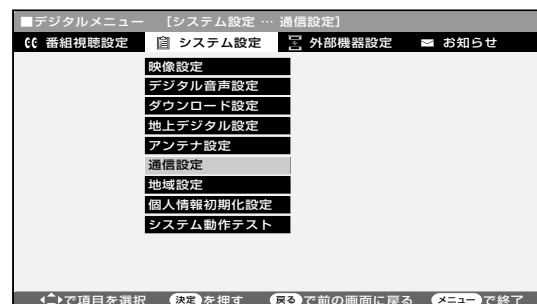 ■デジタルメニュー [システム設定 … 通信設定]
番組視聴設定 システム設定 外部機器設定 お知らせ
映像設定
デジタル音声設定
ダウンロード設定
地上デジタル設定
アンテナ設定
通信設定
地域設定
個人情報初期化設定
システム動作テスト
で項目を選択 決定を押す 戻るで前の画面に戻る メニューで終了